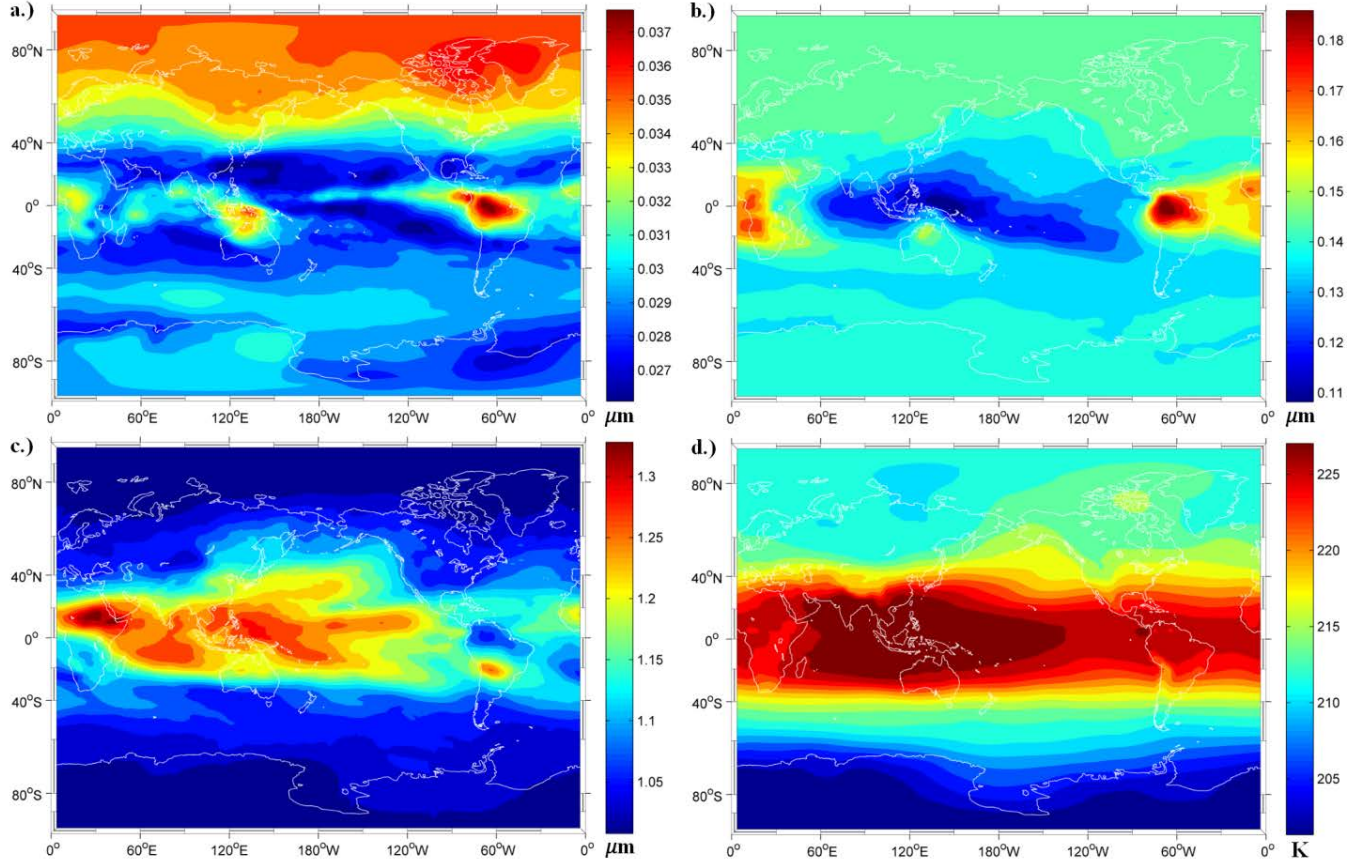 a.)
80°N
40°N
0°
40°S
80°S
0° 60°E 120°E 180°W 120°W 60°W 0°
0.037
0.036
0.035
0.034
0.033
0.032
0.031
0.03
0.029
0.028
0.027
μm
b.)
80°N
40°N
0°
40°S
80°S
0° 60°E 120°E 180°W 120°W 60°W 0°
0.18
0.17
0.16
0.15
0.14
0.13
0.12
0.11
μm
c.)
80°N
40°N
0°
40°S
80°S
0° 60°E 120°E 180°W 120°W 60°W 0°
1.3
1.25
1.2
1.15
1.1
1.05
μm
d.)
80°N
40°N
0°
40°S
80°S
0° 60°E 120°E 180°W 120°W 60°W 0°
225
220
215
210
205
K